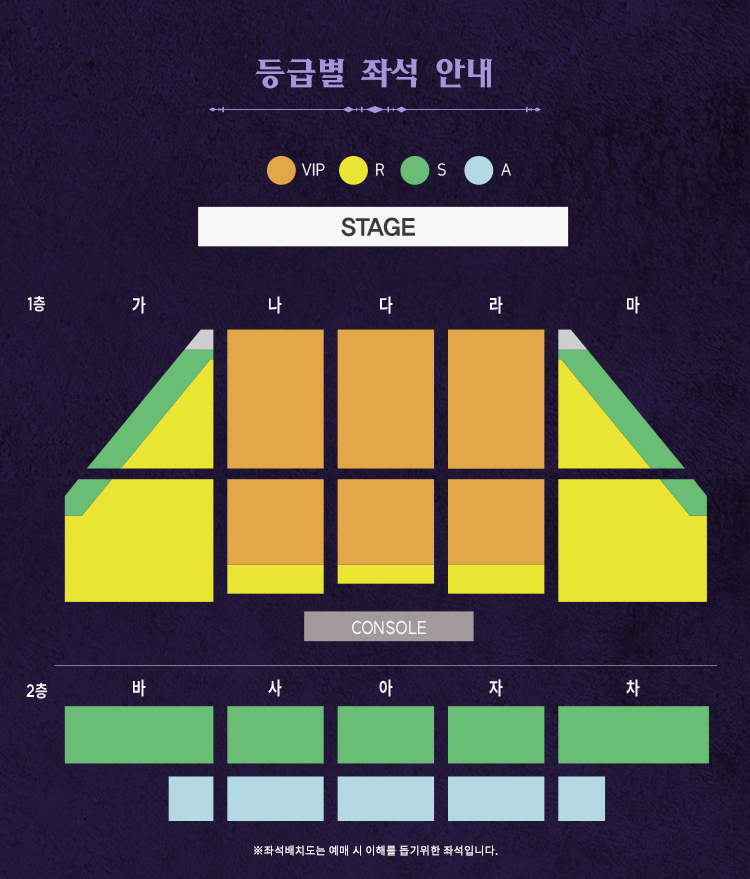 등급별 좌석 안내
VIP R S A
STAGE
1층 가 나 다 라 마
CONSOLE
2층 바 사 아 자 차
※좌석배치도는 예매 시 이해를 돕기위한 좌석입니다.